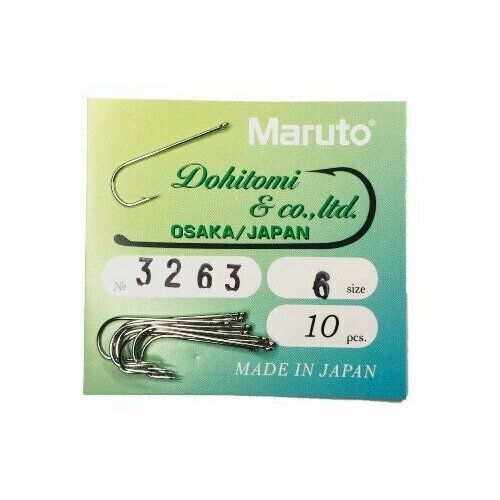 Maruto®
Dohitomi
& co.,ltd.
OSAKA/JAPAN
№ 3263
6 size
10 pcs.
MADE IN JAPAN